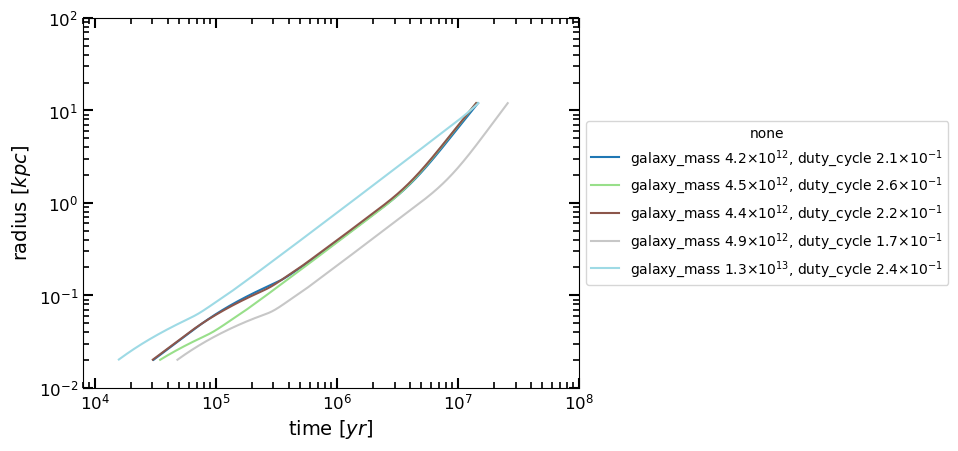 10²
10¹
10⁰
10⁻¹
10⁻²
radius [kpc]
10⁴ 10⁵ 10⁶ 10⁷ 10⁸
time [yr]
none
galaxy_mass 4.2×10¹², duty_cycle 2.1×10⁻¹
galaxy_mass 4.5×10¹², duty_cycle 2.6×10⁻¹
galaxy_mass 4.4×10¹², duty_cycle 2.2×10⁻¹
galaxy_mass 4.9×10¹², duty_cycle 1.7×10⁻¹
galaxy_mass 1.3×10¹³, duty_cycle 2.4×10⁻¹